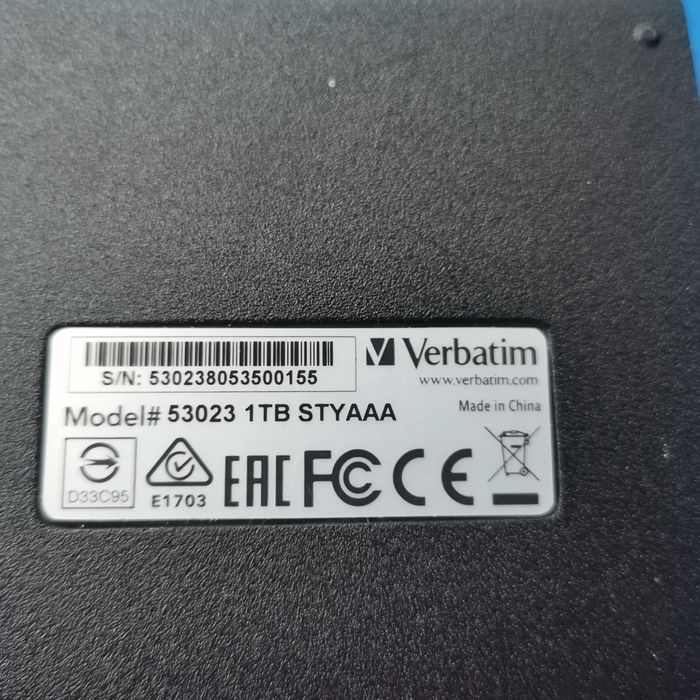 S/N: 530238053500155
Verbatim
www.verbatim.com
Model# 53023 1TB STYAAA
Made in China
D33C95
E1703
EAC FC CE